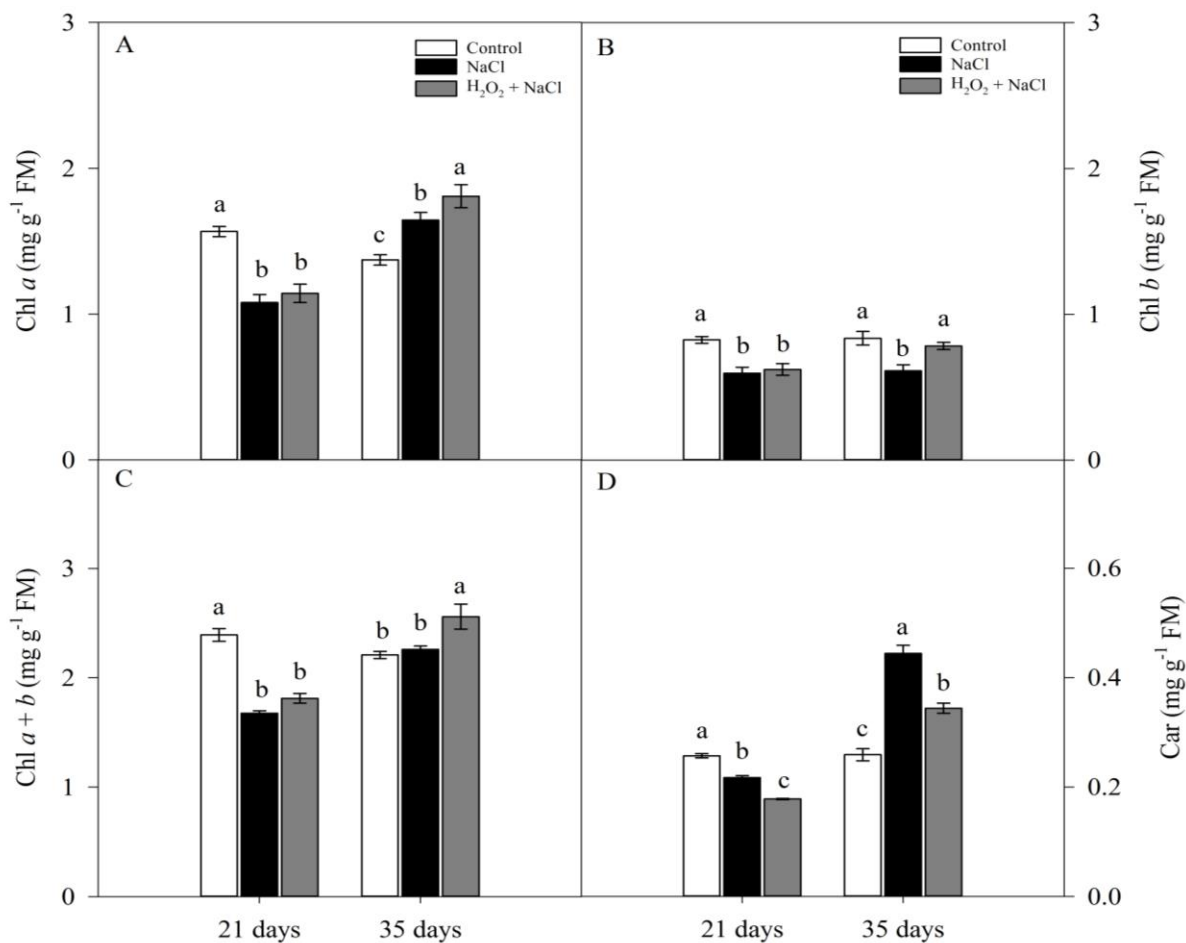 A
Control
NaCl
H₂O₂ + NaCl
3
2
1
0
Chl a (mg g⁻¹ FM)
a
b
b
c
b
a
B
Control
NaCl
H₂O₂ + NaCl
3
2
1
0
Chl b (mg g⁻¹ FM)
a
b
b
a
b
a
C
3
2
1
0
Chl a + b (mg g⁻¹ FM)
a
b
b
b
b
a
21 days
35 days
D
0.6
0.4
0.2
0.0
Car (mg g⁻¹ FM)
a
b
c
c
a
b
21 days
35 days